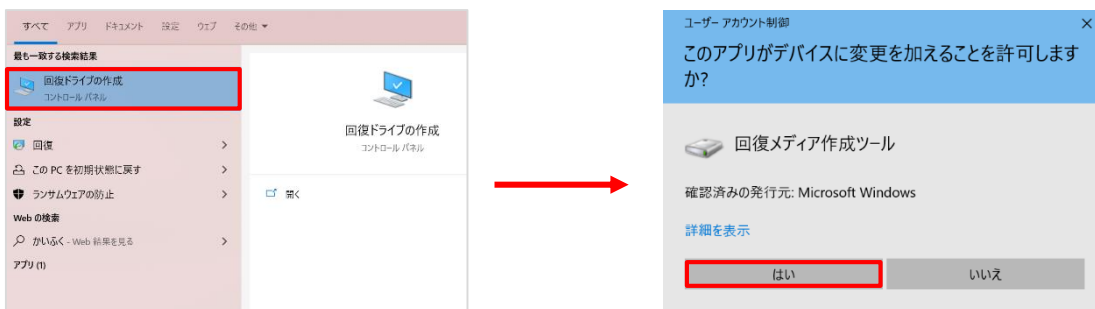 すべて アプリ ドキュメント 設定 ウェブ その他
最も一致する検索結果
回復ドライブの作成
コントロール パネル
設定
回復
この PC を初期状態に戻す
ランサムウェアの防止
Web の検索
かいふく - Web 結果を見る
アプリ (1)
回復ドライブの作成
コントロール パネル
開く
ユーザー アカウント制御
このアプリがデバイスに変更を加えることを許可します
か?
回復メディア作成ツール
確認済みの発行元: Microsoft Windows
詳細を表示
はい いいえ